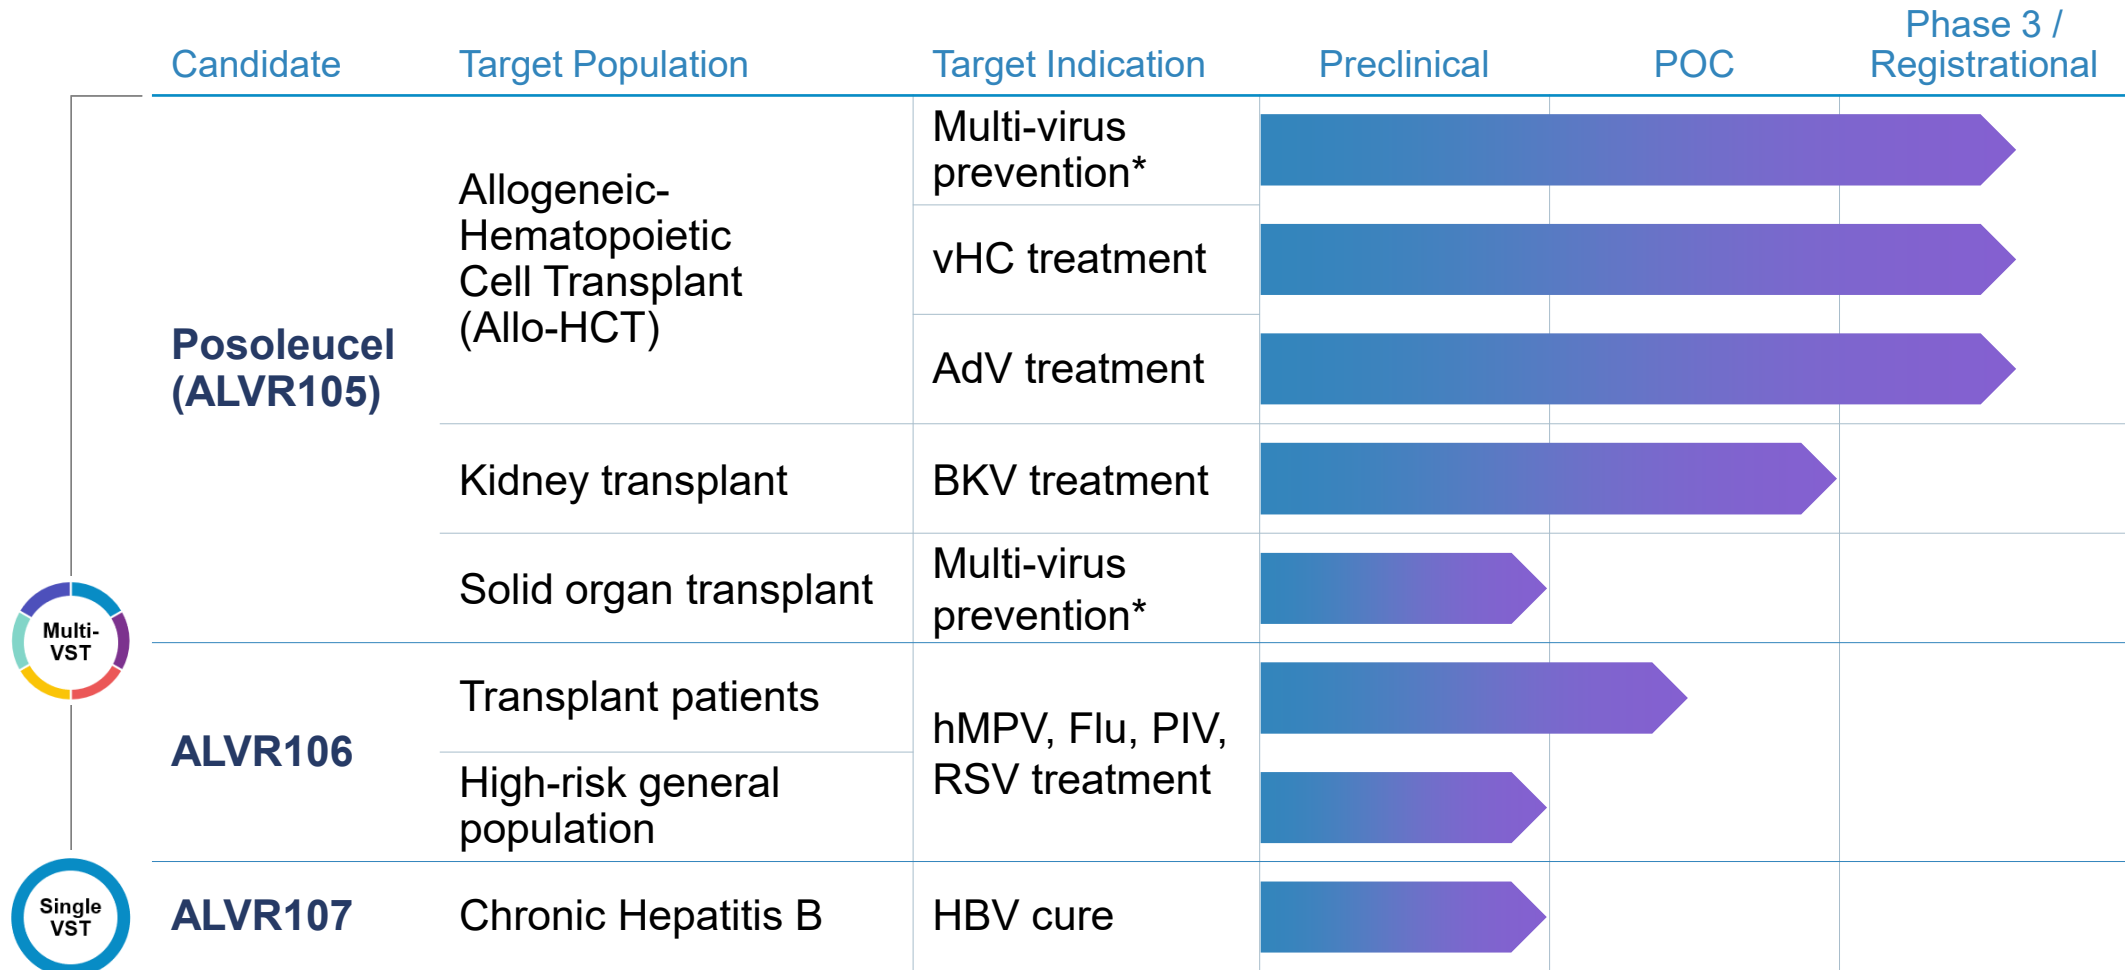 Candidate
Target Population
Target Indication
Preclinical
POC
Phase 3 /
Registrational
Posoleucel
(ALVR105)
Allogeneic-
Hematopoietic
Cell Transplant
(Allo-HCT)
Multi-virus
prevention*
vHC treatment
AdV treatment
Kidney transplant
BKV treatment
Solid organ transplant
Multi-virus
prevention*
Multi-
VST
ALVR106
Transplant patients
High-risk general
population
hMPV, Flu, PIV,
RSV treatment
Single
VST
ALVR107
Chronic Hepatitis B
HBV cure